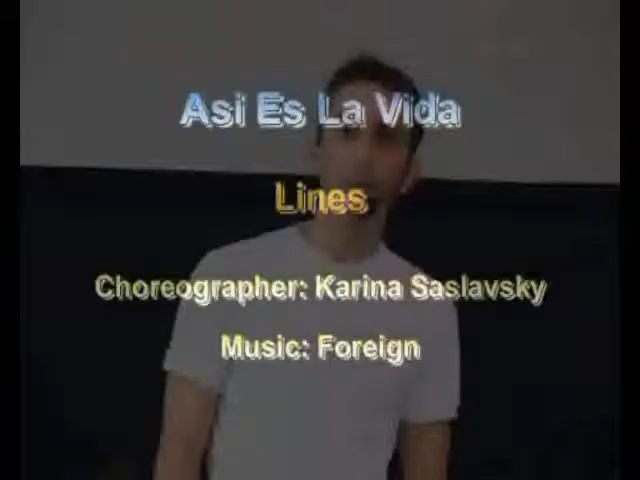 Asi Es La Vida
Lines
Choreographer: Karina Saslavsky
Music: Foreign